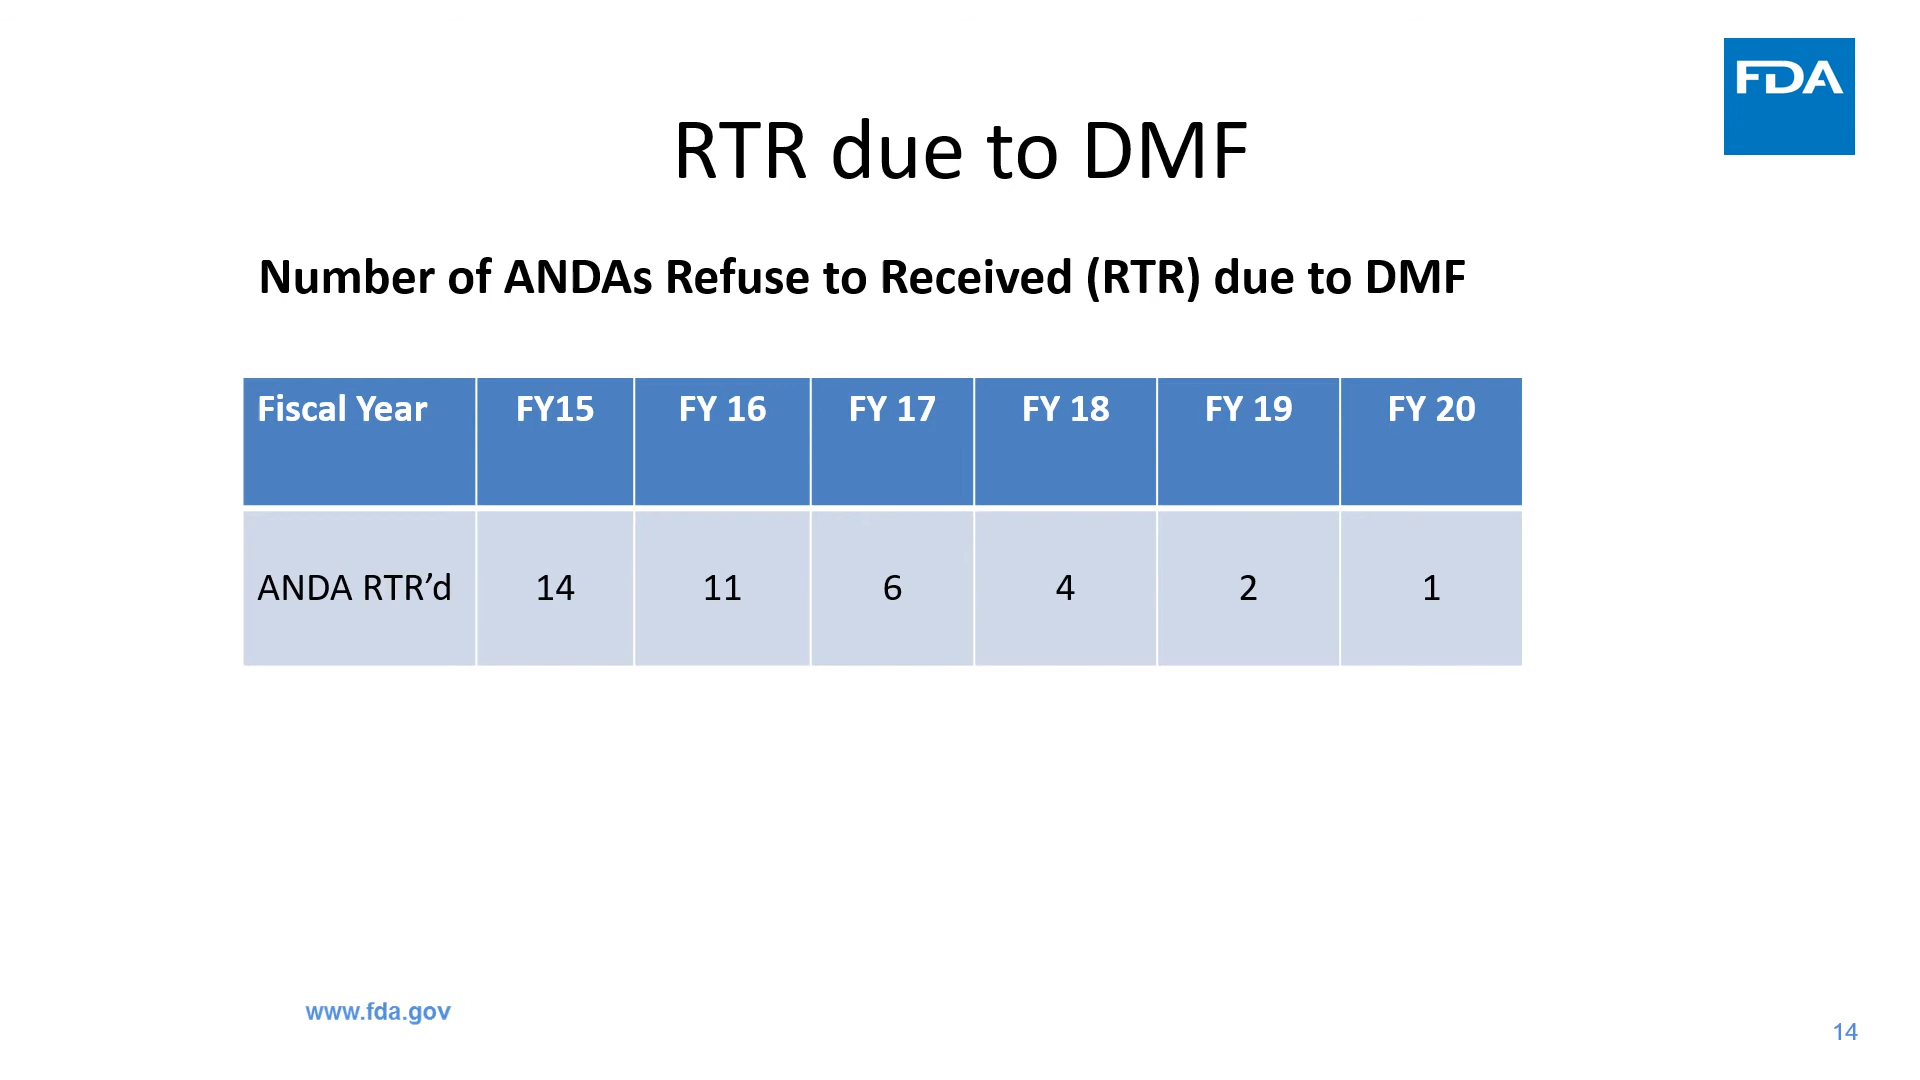 FDA
RTR due to DMF
Number of ANDAs Refuse to Received (RTR) due to DMF
Fiscal Year FY15 FY 16 FY 17 FY 18 FY 19 FY 20
ANDA RTR’d 14 11 6 4 2 1
www.fda.gov
14